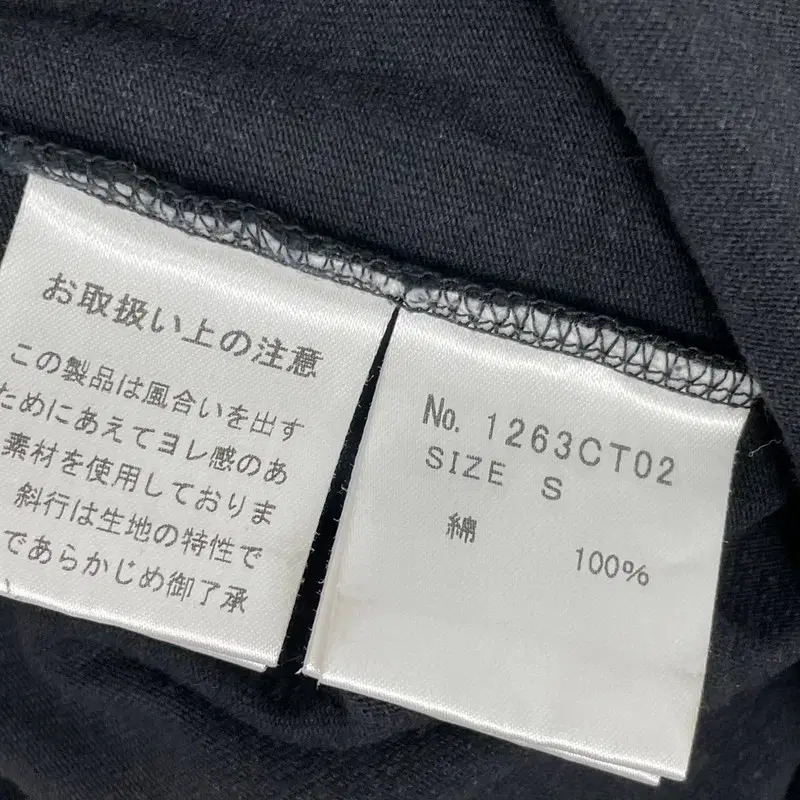 お取扱い上の注意
この製品は風合いを出す
ためにあえてヨレ感のあ
素材を使用しておりま
斜行は生地の特性で
であらかじめ御了承
No. 1263CT02
SIZE S
綿 100%